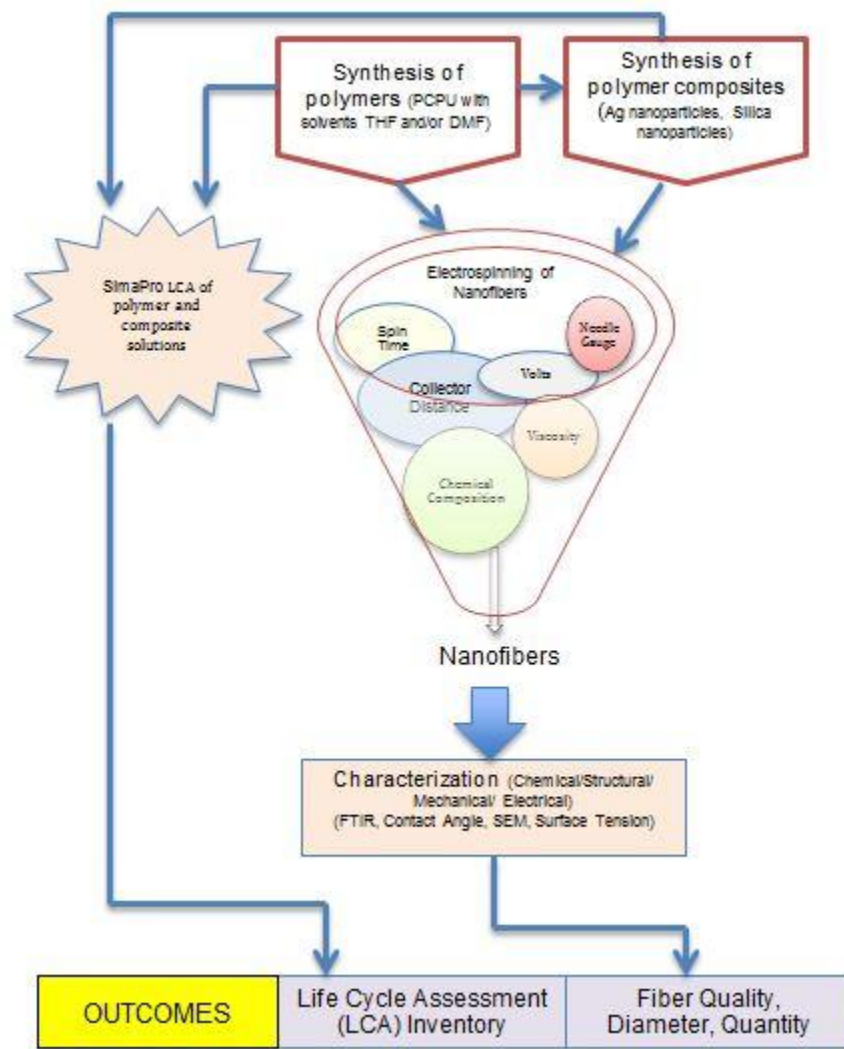 Synthesis of
polymers (PCPU with
solvents THF and/or DMF)
Synthesis of
polymer composites
(Ag nanoparticles, Silica
nanoparticles)
SimaPro LCA of
polymer and
composite
solutions
Electrospinning of
Nanofibers
Spin
Time
Needle
Gauge
Volts
Collector
Distance
Viscosity
Chemical
Composition
Nanofibers
Characterization (Chemical/Structural/
Mechanical/ Electrical)
(FTIR, Contact Angle, SEM, Surface Tension)
OUTCOMES
Life Cycle Assessment
(LCA) Inventory
Fiber Quality,
Diameter, Quantity